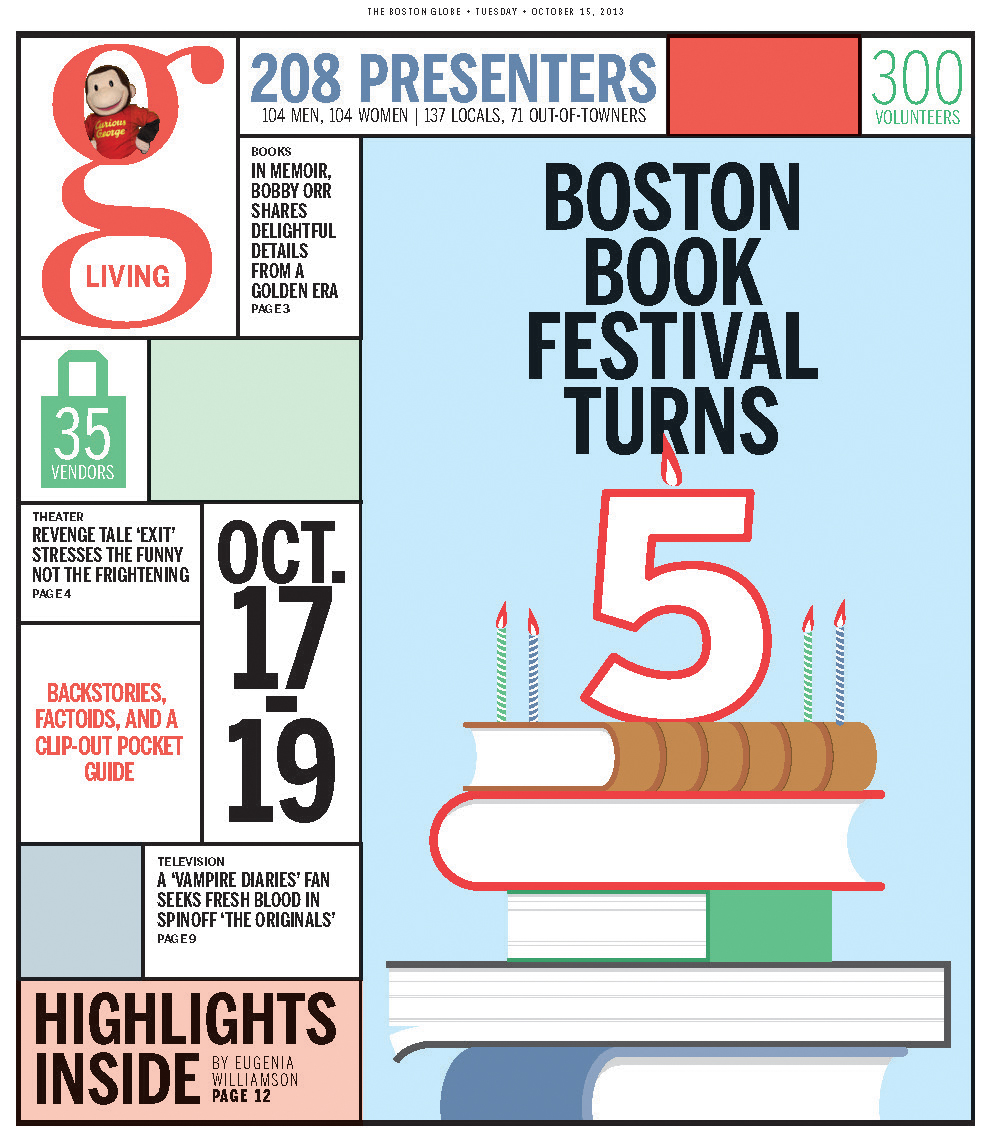 THE BOSTON GLOBE • TUESDAY • OCTOBER 15, 2013
g
Curious
George
LIVING
208 PRESENTERS
104 MEN, 104 WOMEN | 137 LOCALS, 71 OUT-OF-TOWNERS
300
VOLUNTEERS
BOOKS
IN MEMOIR,
BOBBY ORR
SHARES
DELIGHTFUL
DETAILS
FROM A
GOLDEN ERA
PAGE 3
BOSTON
BOOK
FESTIVAL
TURNS
5
35
VENDORS
THEATER
REVENGE TALE ‘EXIT’
STRESSES THE FUNNY
NOT THE FRIGHTENING
PAGE 4
OCT.
17
–
19
BACKSTORIES,
FACTOIDS, AND A
CLIP-OUT POCKET
GUIDE
TELEVISION
A ‘VAMPIRE DIARIES’ FAN
SEEKS FRESH BLOOD IN
SPINOFF ‘THE ORIGINALS’
PAGE 9
HIGHLIGHTS
INSIDE
BY EUGENIA
WILLIAMSON
PAGE 12